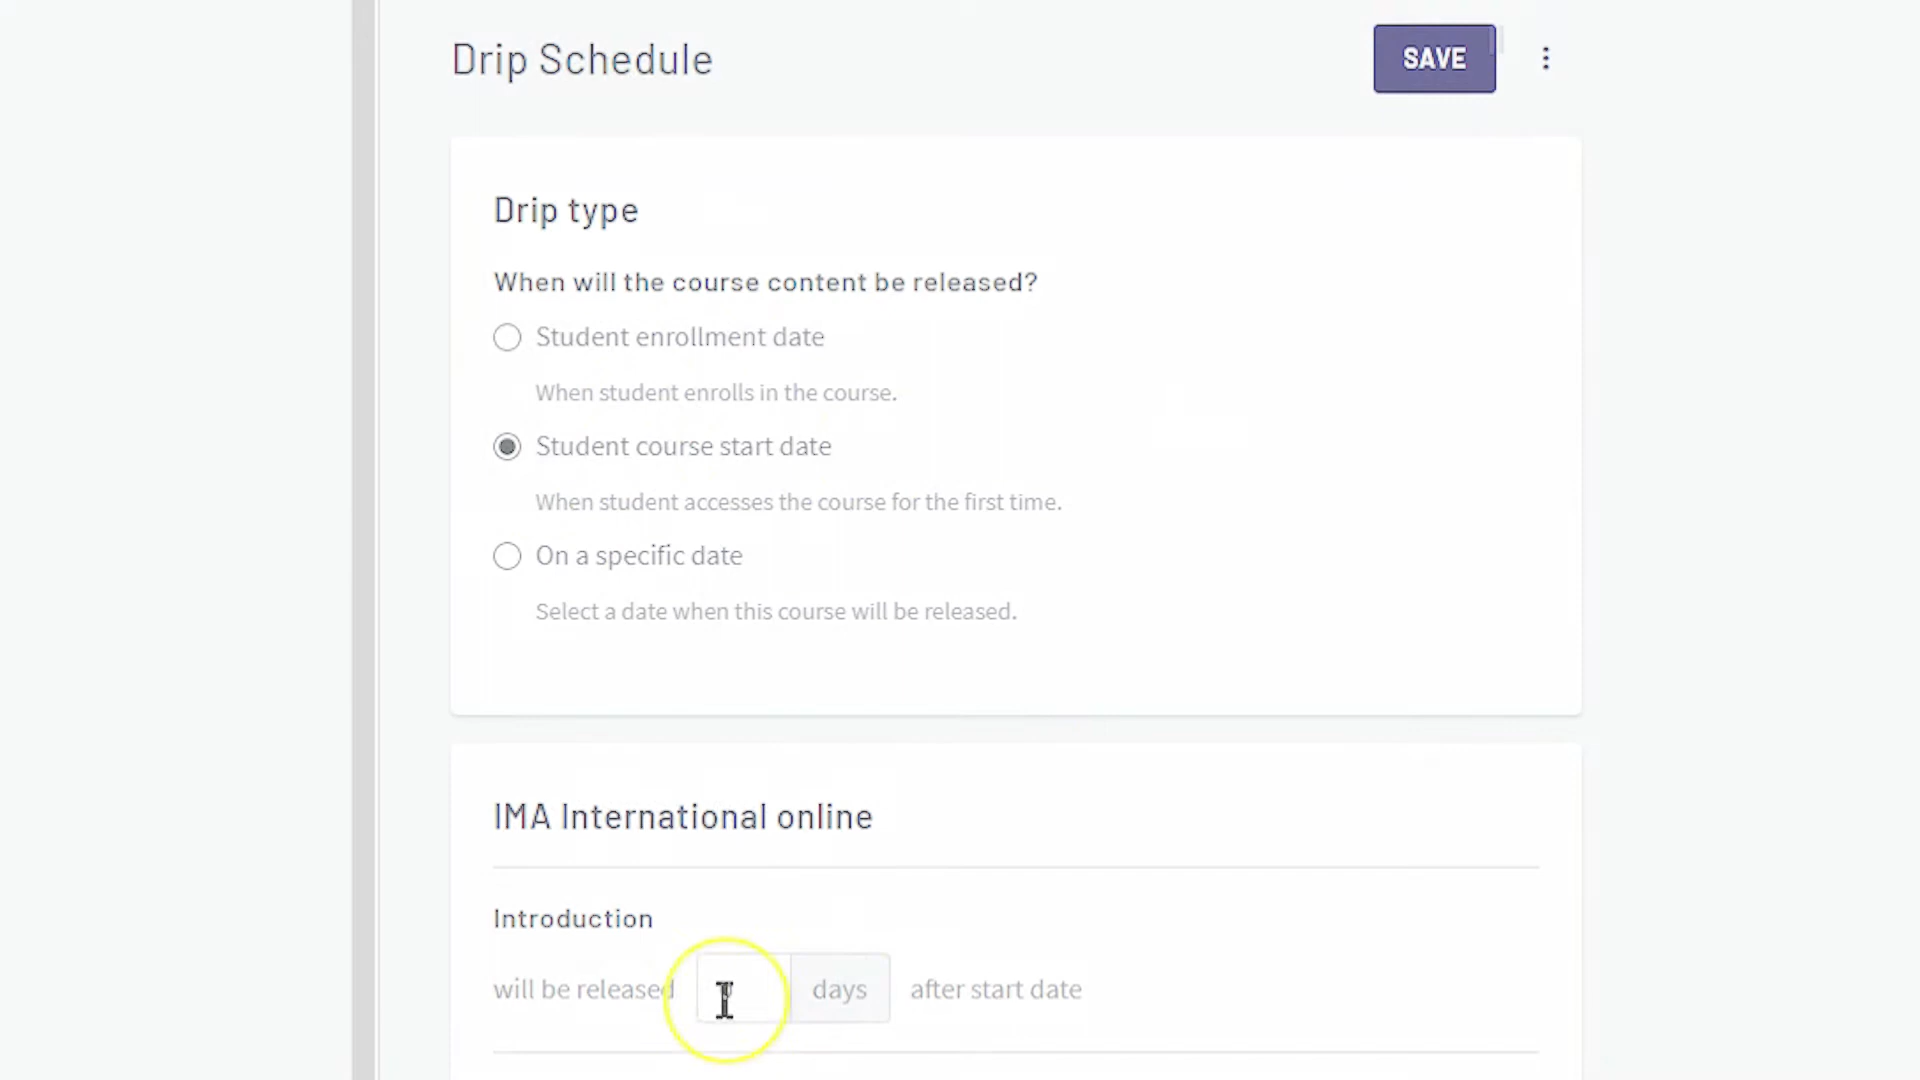 Drip Schedule
SAVE
Drip type
When will the course content be released?
Student enrollment date
When student enrolls in the course.
Student course start date
When student accesses the course for the first time.
On a specific date
Select a date when this course will be released.
IMA International online
Introduction
will be released days after start date